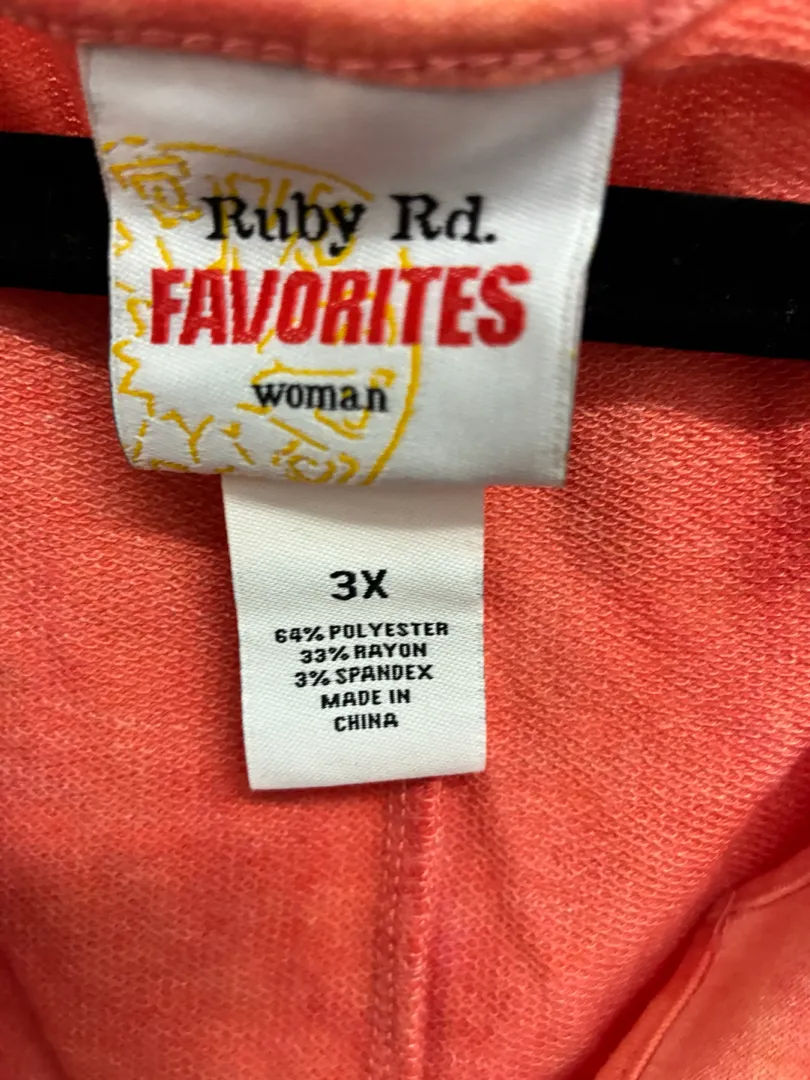 Ruby Rd.
FAVORITES
woman
3X
64% POLYESTER
33% RAYON
3% SPANDEX
MADE IN
CHINA